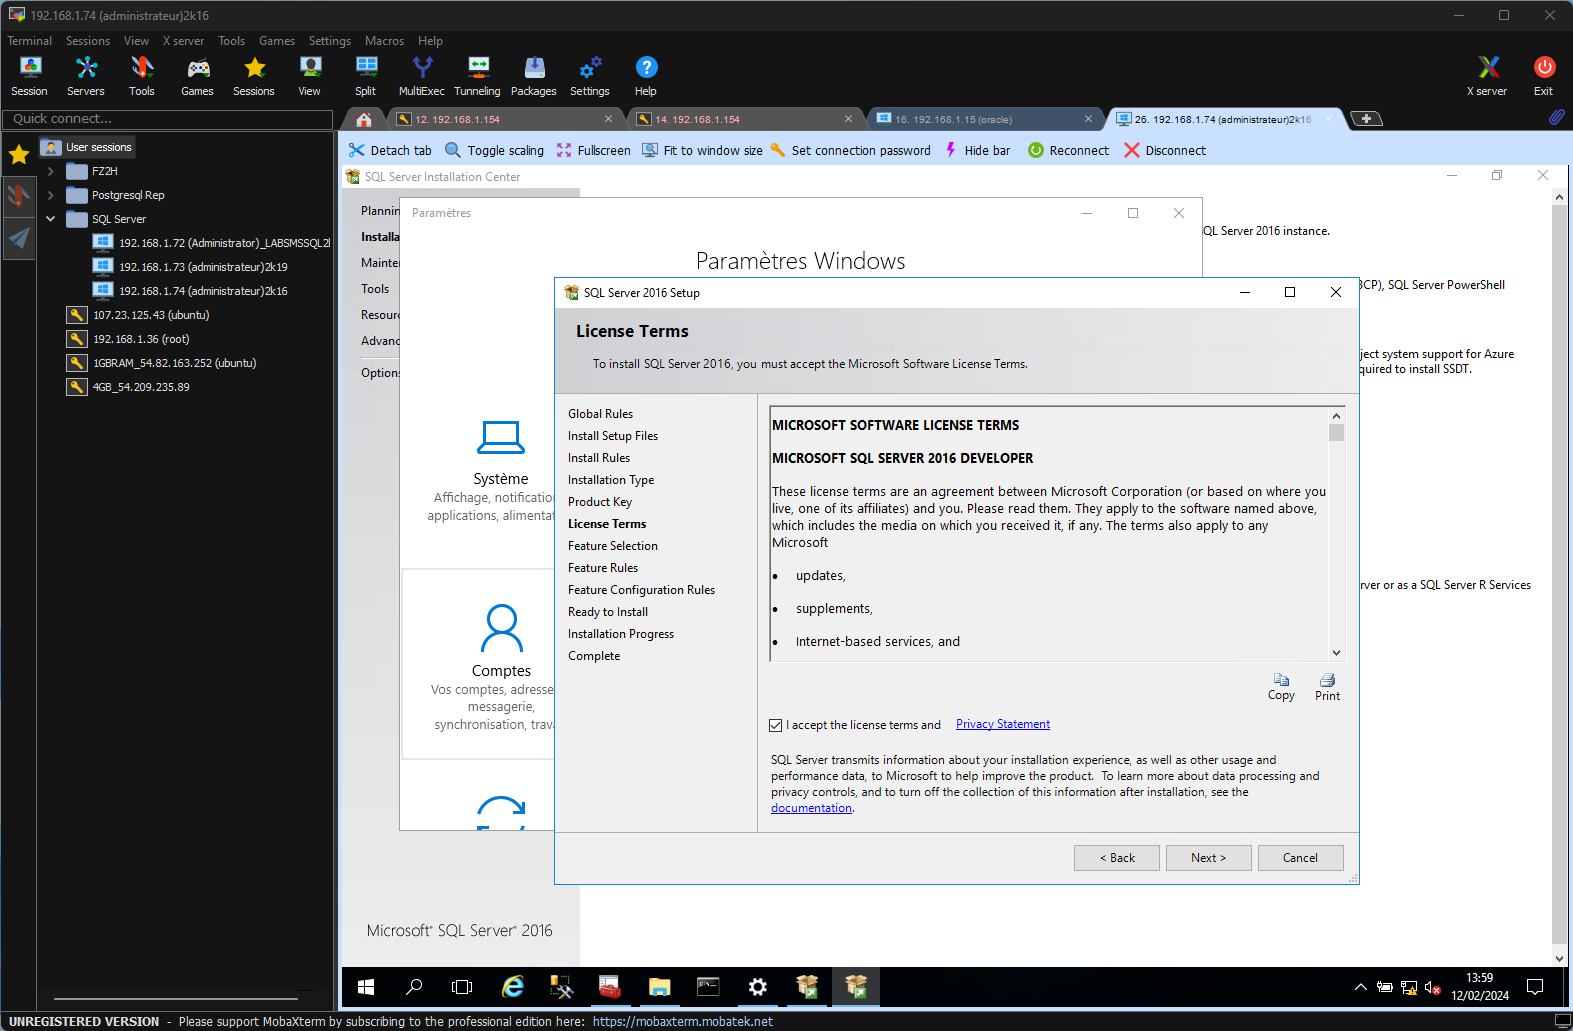 192.168.1.74 (administrateur)2k16
Terminal Sessions View X server Tools Games Settings Macros Help
Session Servers Tools Games Sessions View Split MultiExec Tunneling Packages Settings Help X server Exit
Quick connect...
12. 192.168.1.154
14. 192.168.1.154
16. 192.168.1.15 (oracle)
26. 192.168.1.74 (administrateur)2k16
Detach tab Toggle scaling Fullscreen Fit to window size Set connection password Hide bar Reconnect Disconnect
User sessions
FZ2H
Postgresql Rep
SQL Server
192.168.1.72 (Administrator)_LABSMSSQL2
192.168.1.73 (administrateur)2k19
192.168.1.74 (administrateur)2k16
107.23.125.43 (ubuntu)
192.168.1.36 (root)
1GBRAM_54.82.163.252 (ubuntu)
4GB_54.209.235.89
SQL Server Installation Center
Plannin
Installa
Mainte
Tools
Resour
Advanc
Option
QL Server 2016 instance.
BCP), SQL Server PowerShell
ject system support for Azure
quired to install SSDT.
rver or as a SQL Server R Services
Microsoft® SQL Server® 2016
Paramètres
Paramètres Windows
Système
Affichage, notification
applications, alimenta
Comptes
Vos comptes, adresse
messagerie,
synchronisation, trav
SQL Server 2016 Setup
License Terms
To install SQL Server 2016, you must accept the Microsoft Software License Terms.
Global Rules
Install Setup Files
Install Rules
Installation Type
Product Key
License Terms
Feature Selection
Feature Rules
Feature Configuration Rules
Ready to Install
Installation Progress
Complete
MICROSOFT SOFTWARE LICENSE TERMS
MICROSOFT SQL SERVER 2016 DEVELOPER
These license terms are an agreement between Microsoft Corporation (or based on where you
live, one of its affiliates) and you. Please read them. They apply to the software named above,
which includes the media on which you received it, if any. The terms also apply to any
Microsoft
• updates,
• supplements,
• Internet-based services, and
Copy Print
I accept the license terms and Privacy Statement
SQL Server transmits information about your installation experience, as well as other usage and
performance data, to Microsoft to help improve the product. To learn more about data processing and
privacy controls, and to turn off the collection of this information after installation, see the
documentation.
< Back Next > Cancel
13:59
12/02/2024
UNREGISTERED VERSION - Please support MobaXterm by subscribing to the professional edition here: https://mobaxterm.mobatek.net